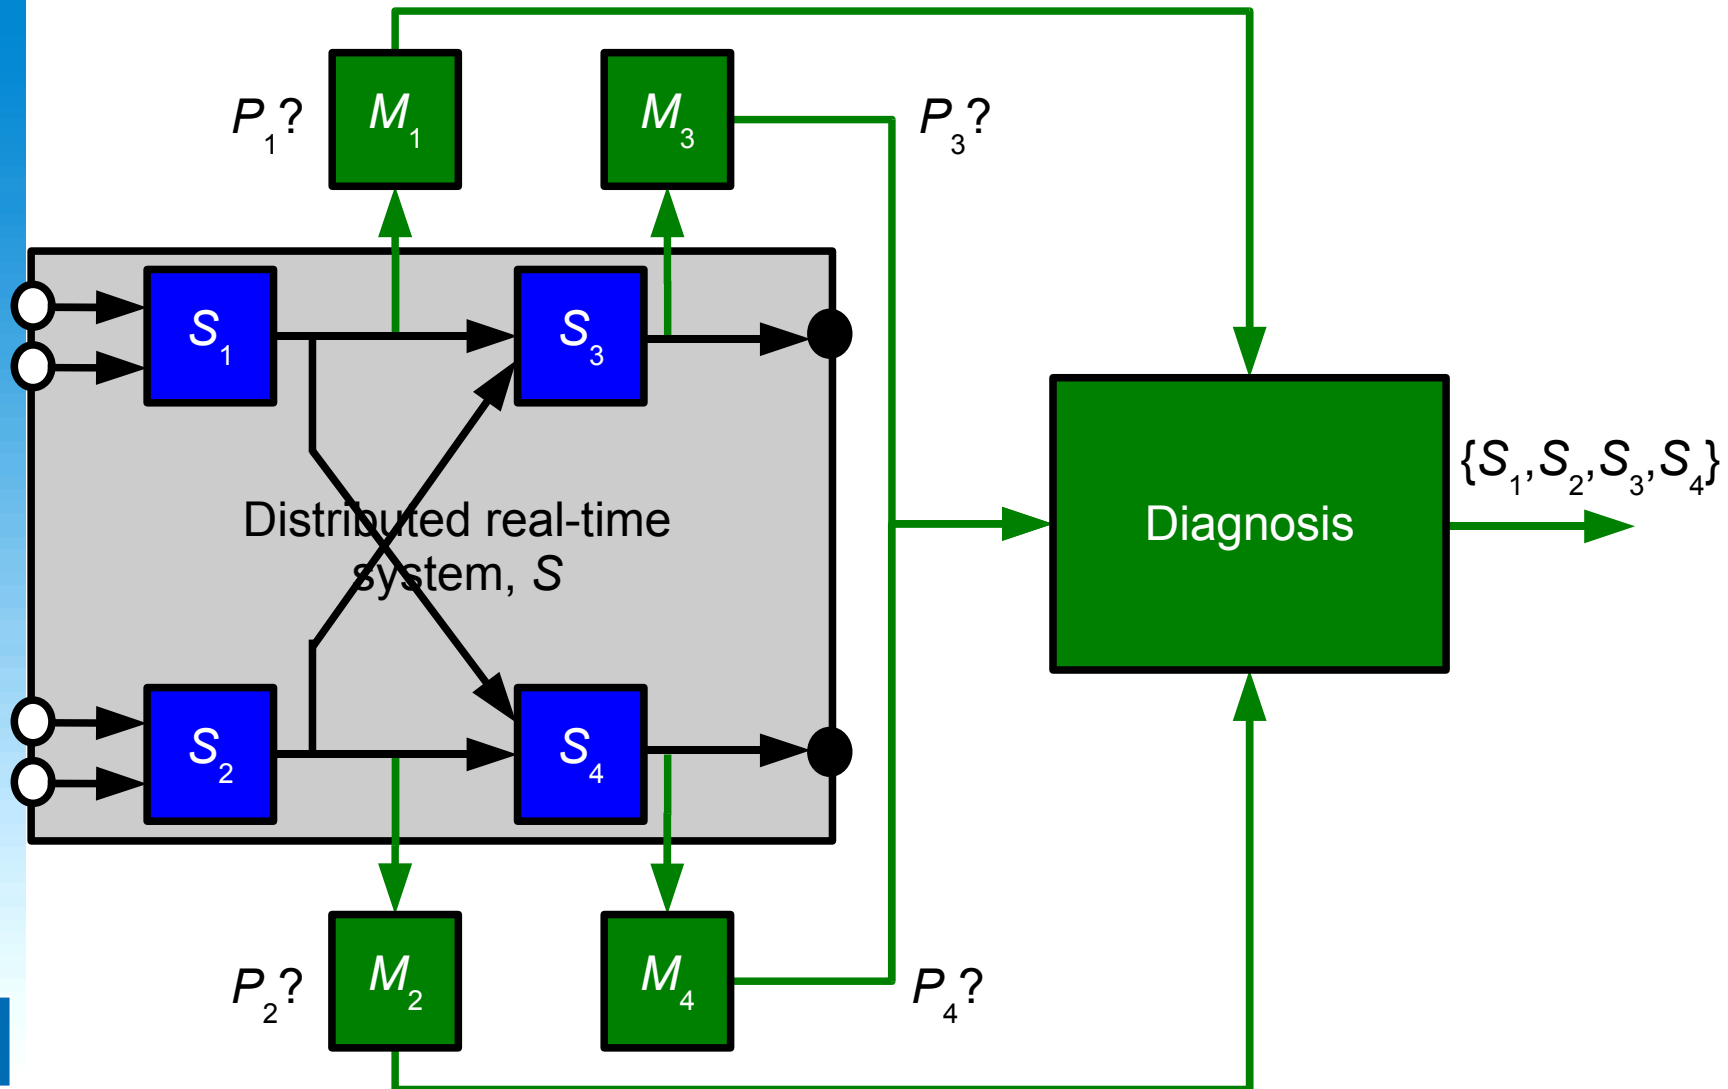 P1?
M1
M3
P3?
S1
S3
{S1,S2,S3,S4}
Distributed real-time
system, S
Diagnosis
S2
S4
P2?
M2
M4
P4?